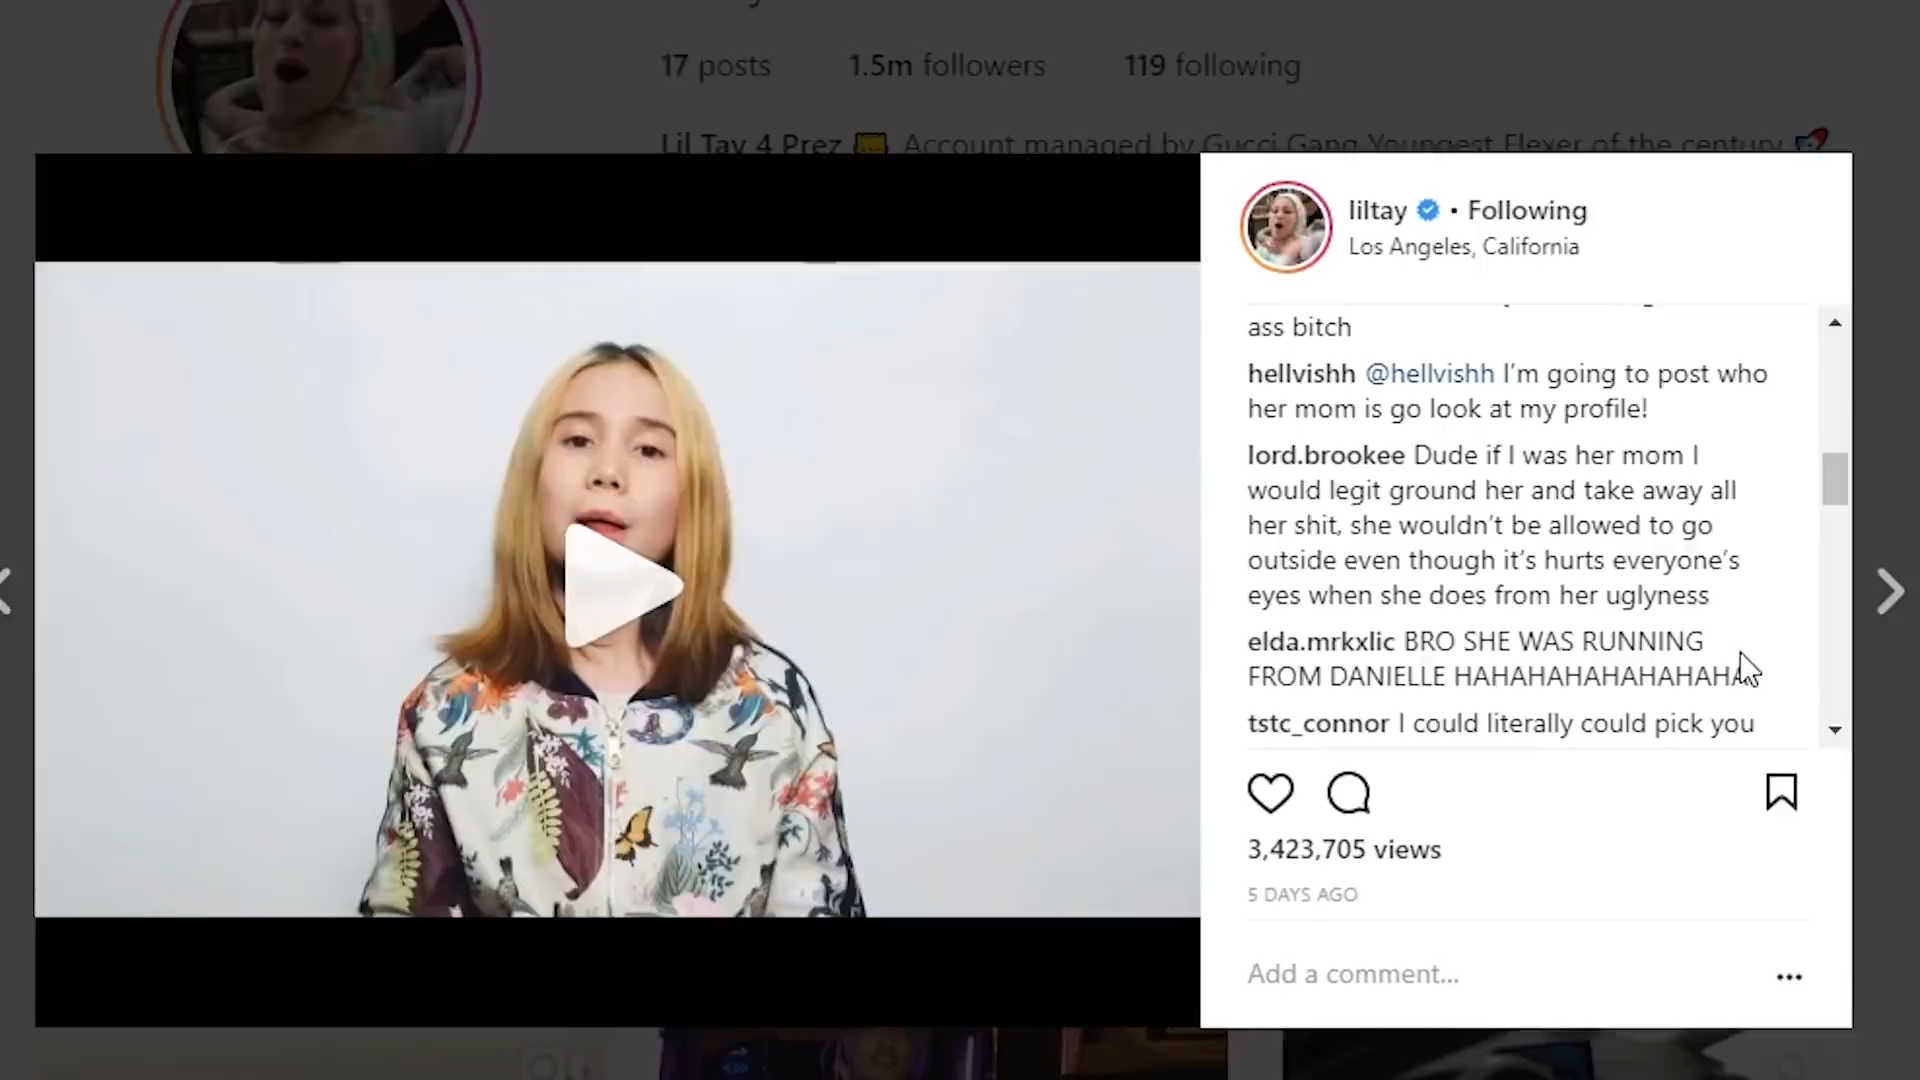 17 posts 1.5m followers 119 following
Lil Tay 4 Prez Account managed by Gucci Gang Youngest Flexer of the century
liltay • Following
Los Angeles, California
ass bitch
hellvishh @hellvishh I’m going to post who
her mom is go look at my profile!
lord.brookee Dude if I was her mom I
would legit ground her and take away all
her shit, she wouldn’t be allowed to go
outside even though it’s hurts everyone’s
eyes when she does from her uglyness
elda.mrkxlic BRO SHE WAS RUNNING
FROM DANIELLE HAHAHAHAHAHAHAHA
tstc_connor I could literally could pick you
3,423,705 views
5 DAYS AGO
Add a comment...